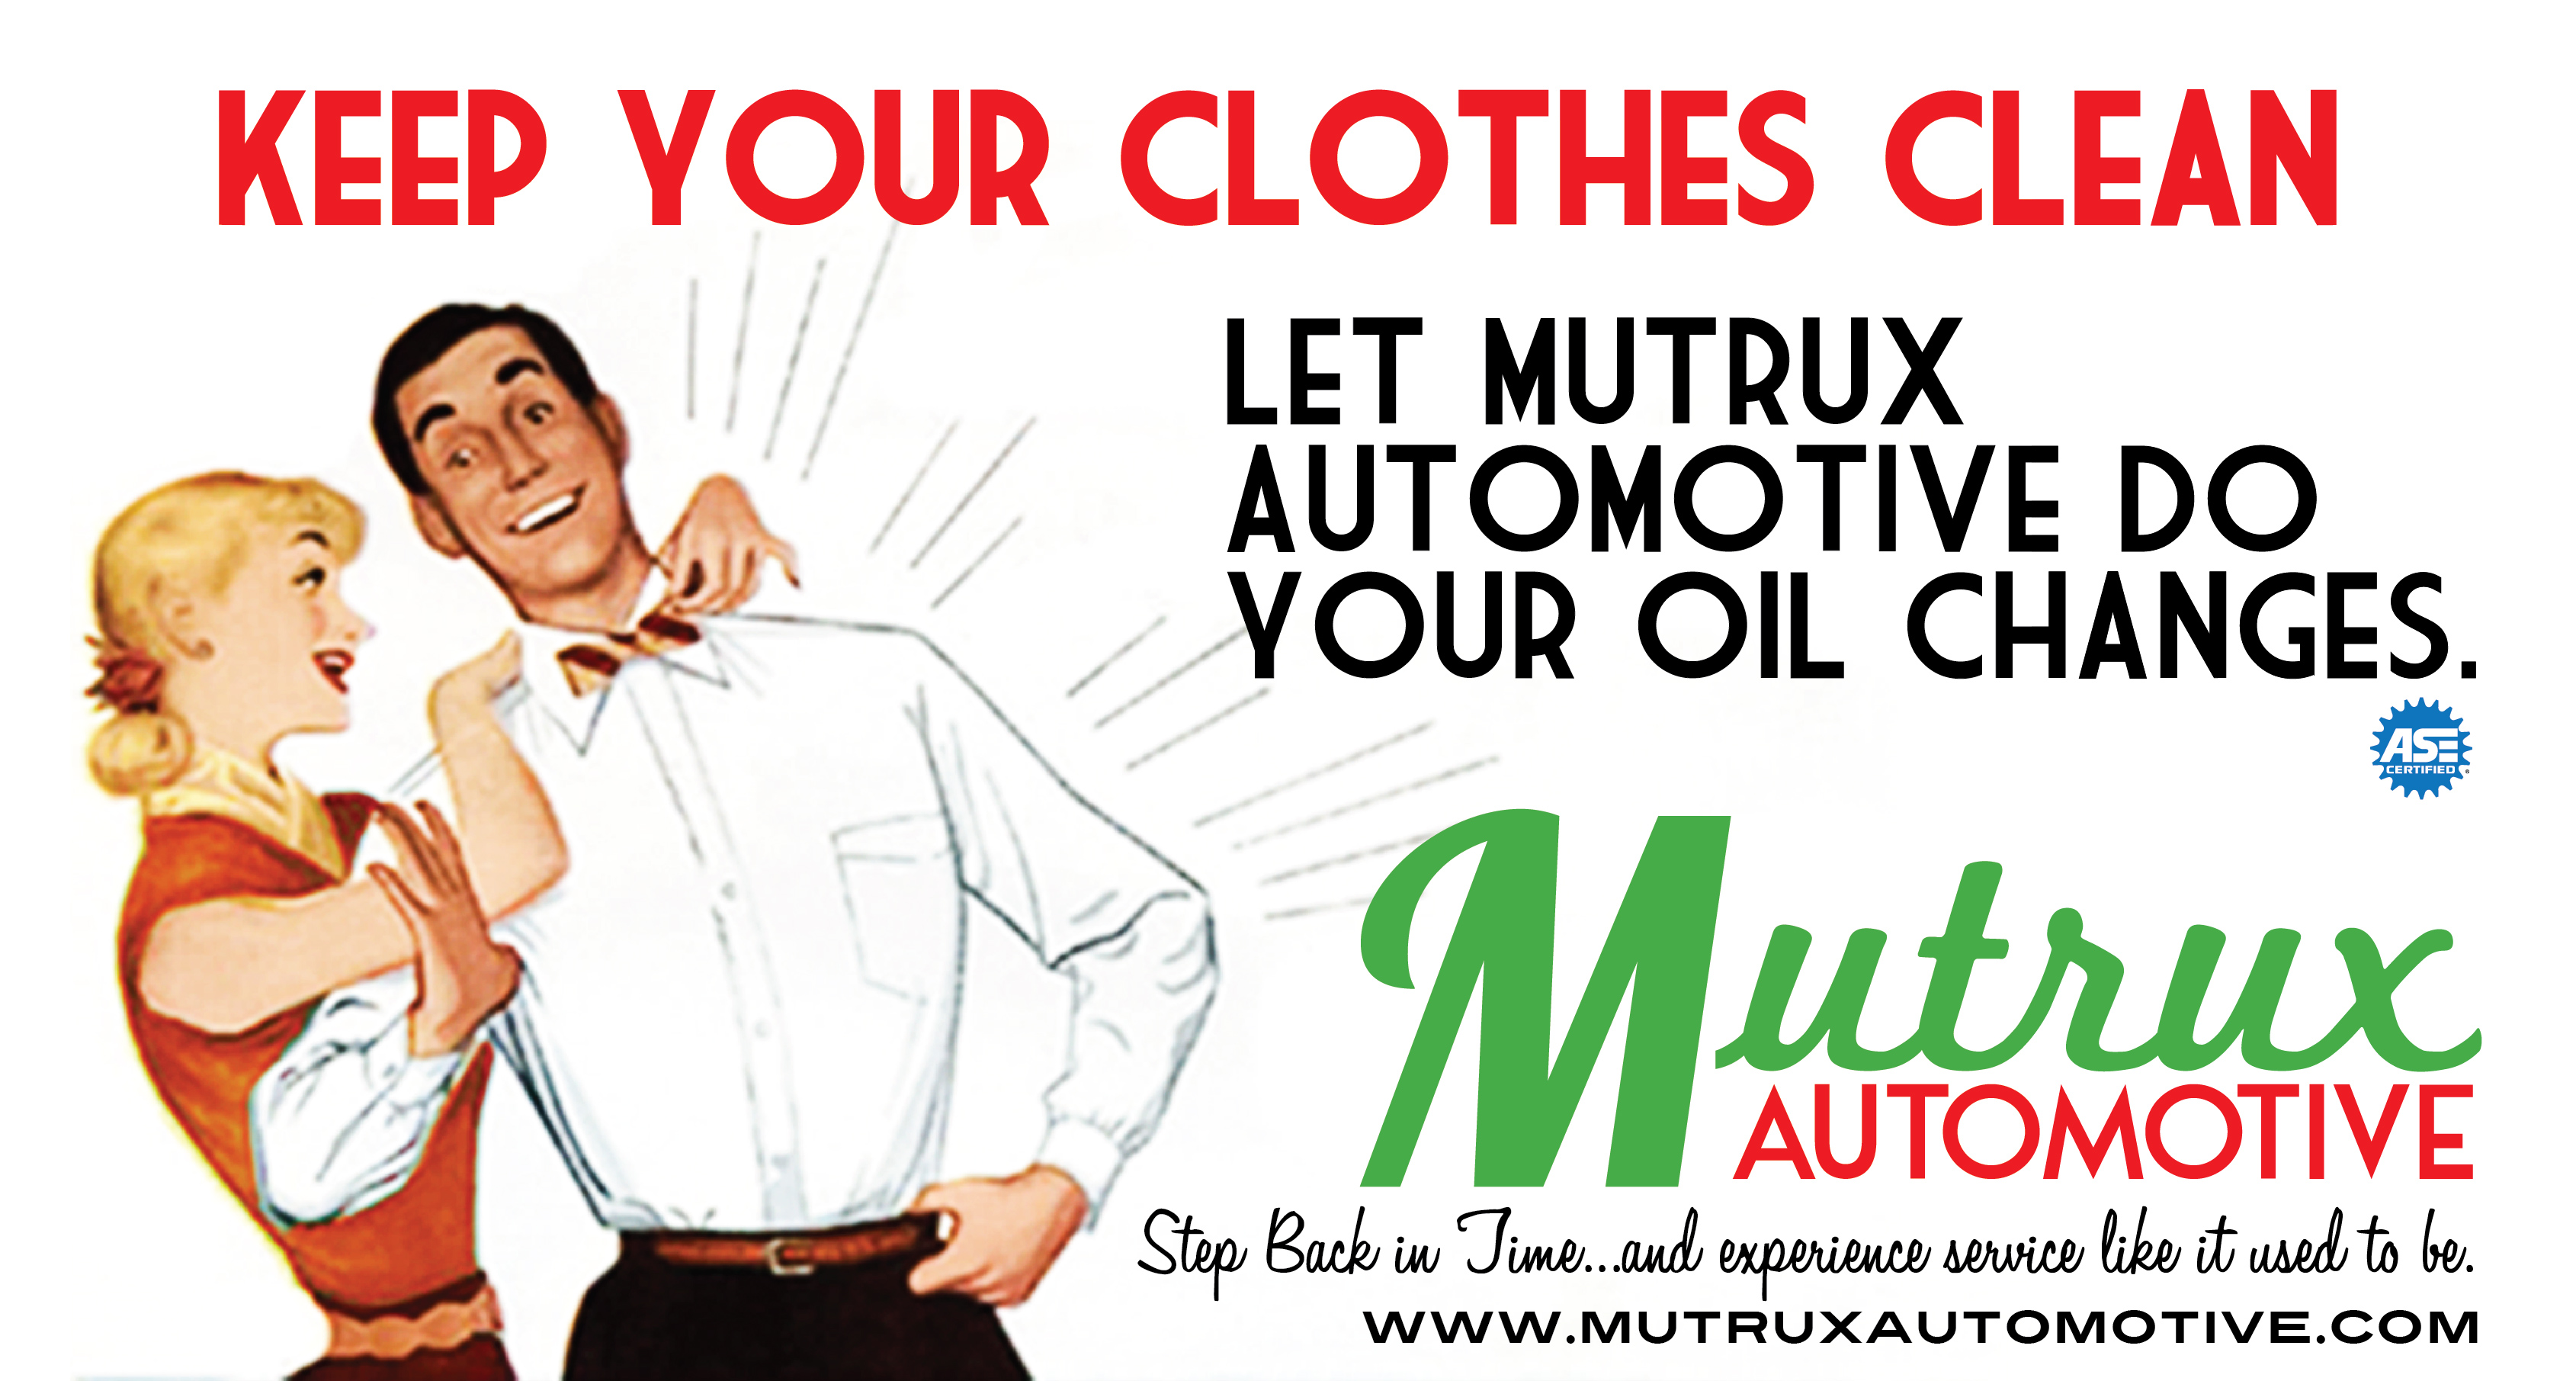 KEEP YOUR CLOTHES CLEAN
LET MUTRUX
AUTOMOTIVE DO
YOUR OIL CHANGES.
ASE
CERTIFIED
Mutrux
AUTOMOTIVE
Step Back in Time...and experience service like it used to be.
WWW.MUTRUXAUTOMOTIVE.COM